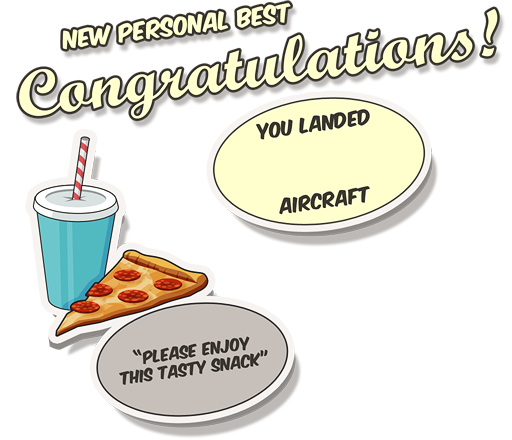 NEW PERSONAL BEST
Congratulations!
YOU LANDED
AIRCRAFT
"PLEASE ENJOY
THIS TASTY SNACK"